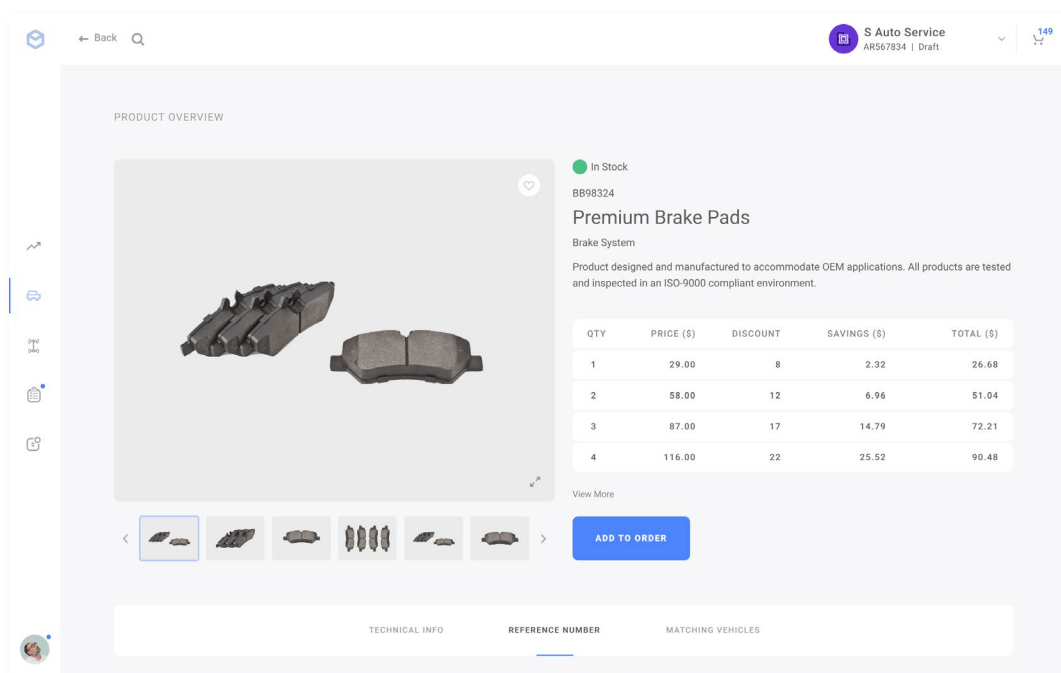 Back
S Auto Service
AR567834 | Draft
149
PRODUCT OVERVIEW
In Stock
BB98324
Premium Brake Pads
Brake System
Product designed and manufactured to accommodate OEM applications. All products are tested
and inspected in an ISO-9000 compliant environment.
QTY PRICE ($) DISCOUNT SAVINGS ($) TOTAL ($)
1 29.00 8 2.32 26.68
2 58.00 12 6.96 51.04
3 87.00 17 14.79 72.21
4 116.00 22 25.52 90.48
View More
ADD TO ORDER
TECHNICAL INFO REFERENCE NUMBER MATCHING VEHICLES